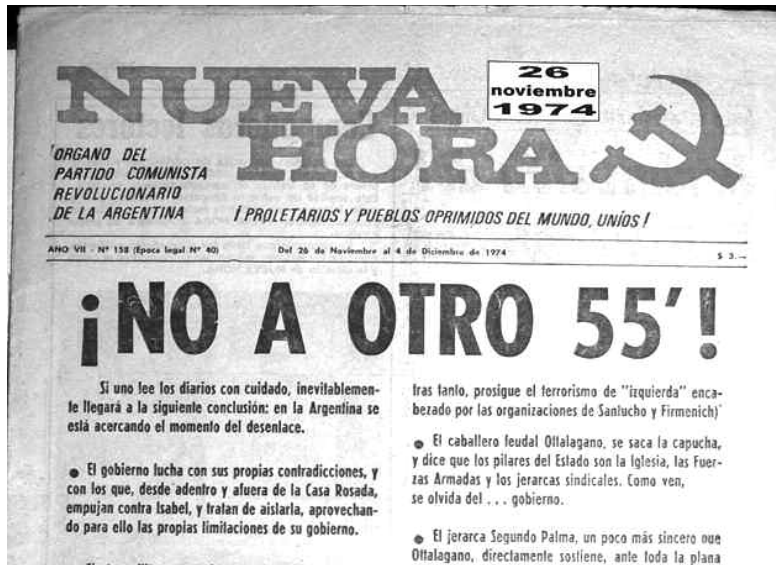 NUEVA
HORA
26
noviembre
1974
ORGANO DEL
PARTIDO COMUNISTA
REVOLUCIONARIO
DE LA ARGENTINA
¡ PROLETARIOS Y PUEBLOS OPRIMIDOS DEL MUNDO, UNÍOS !
AÑO VII - Nº 158 (Epoca legal Nº 40)
Del 26 de Noviembre al 4 de Diciembre de 1974
$ 3.—
¡NO A OTRO 55'!
Si uno lee los diarios con cuidado, inevitablemen-
te llegará a la siguiente conclusión: en la Argentina se
está acercando el momento del desenlace.
● El gobierno lucha con sus propias contradicciones, y
con los que, desde adentro y afuera de la Casa Rosada,
empujan contra Isabel, y tratan de aislarla, aprovechan-
do para ello las propias limitaciones de su gobierno.
tras tanto, prosigue el terrorismo de "izquierda" enca-
bezado por las organizaciones de Santucho y Firmenich)
● El caballero feudal Ottalagano, se saca la capucha,
y dice que los pilares del Estado son la Iglesia, las Fuer-
zas Armadas y los jerarcas sindicales. Como ven,
se olvida del . . . gobierno.
● El jerarca Segundo Palma, un poco más sincero que
Ottalagano, directamente sostiene, ante toda la plana